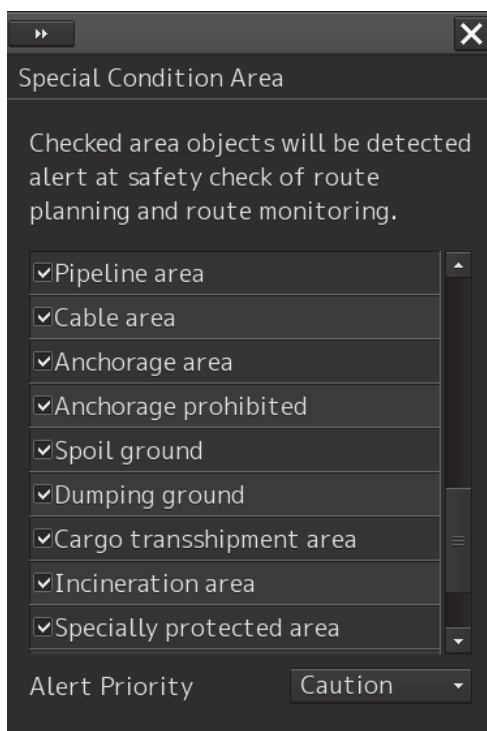 Special Condition Area
Checked area objects will be detected
alert at safety check of route
planning and route monitoring.
Pipeline area
Cable area
Anchorage area
Anchorage prohibited
Spoil ground
Dumping ground
Cargo transshipment area
Incineration area
Specially protected area
Alert Priority Caution